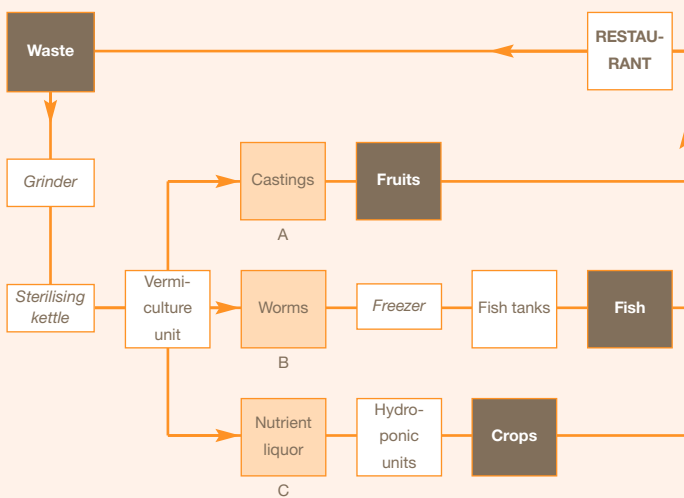 Waste
RESTAU-
RANT
Grinder
Castings
Fruits
A
Sterilising
kettle
Vermi-
culture
unit
Worms
Freezer
Fish tanks
Fish
B
Nutrient
liquor
Hydro-
ponic
units
Crops
C